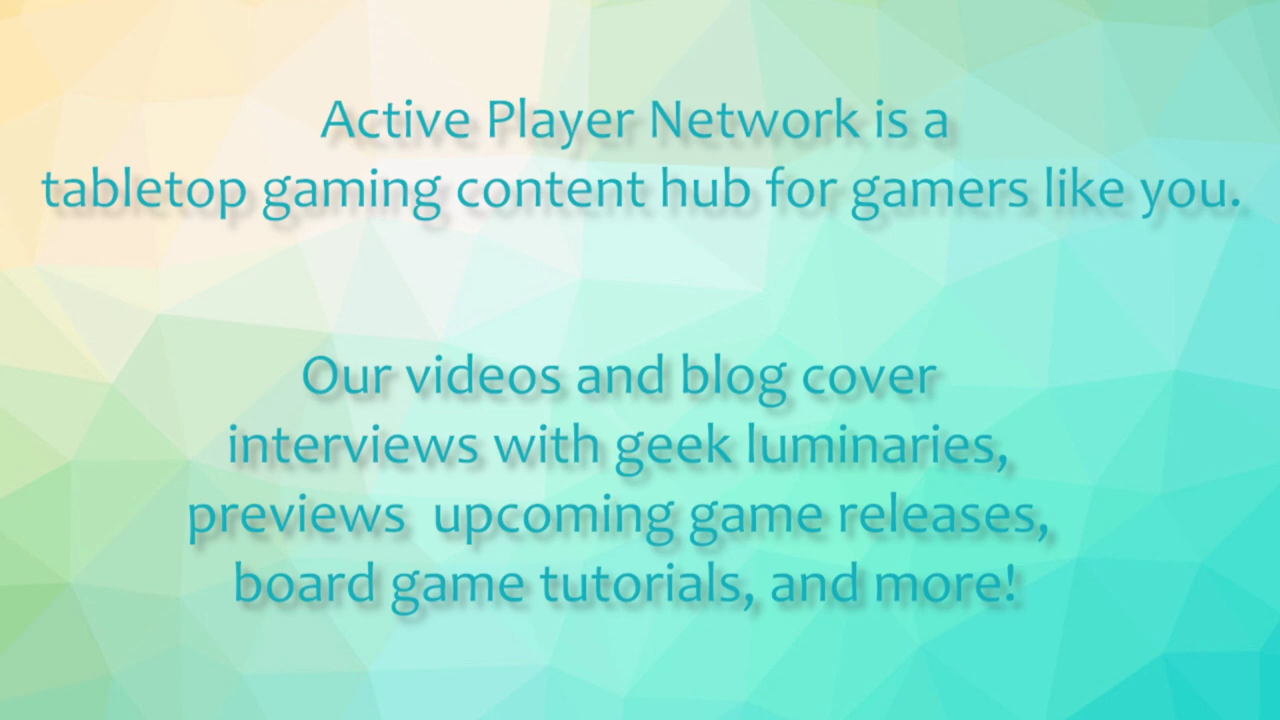 Active Player Network is a
tabletop gaming content hub for gamers like you.
Our videos and blog cover
interviews with geek luminaries,
previews  upcoming game releases,
board game tutorials, and more!